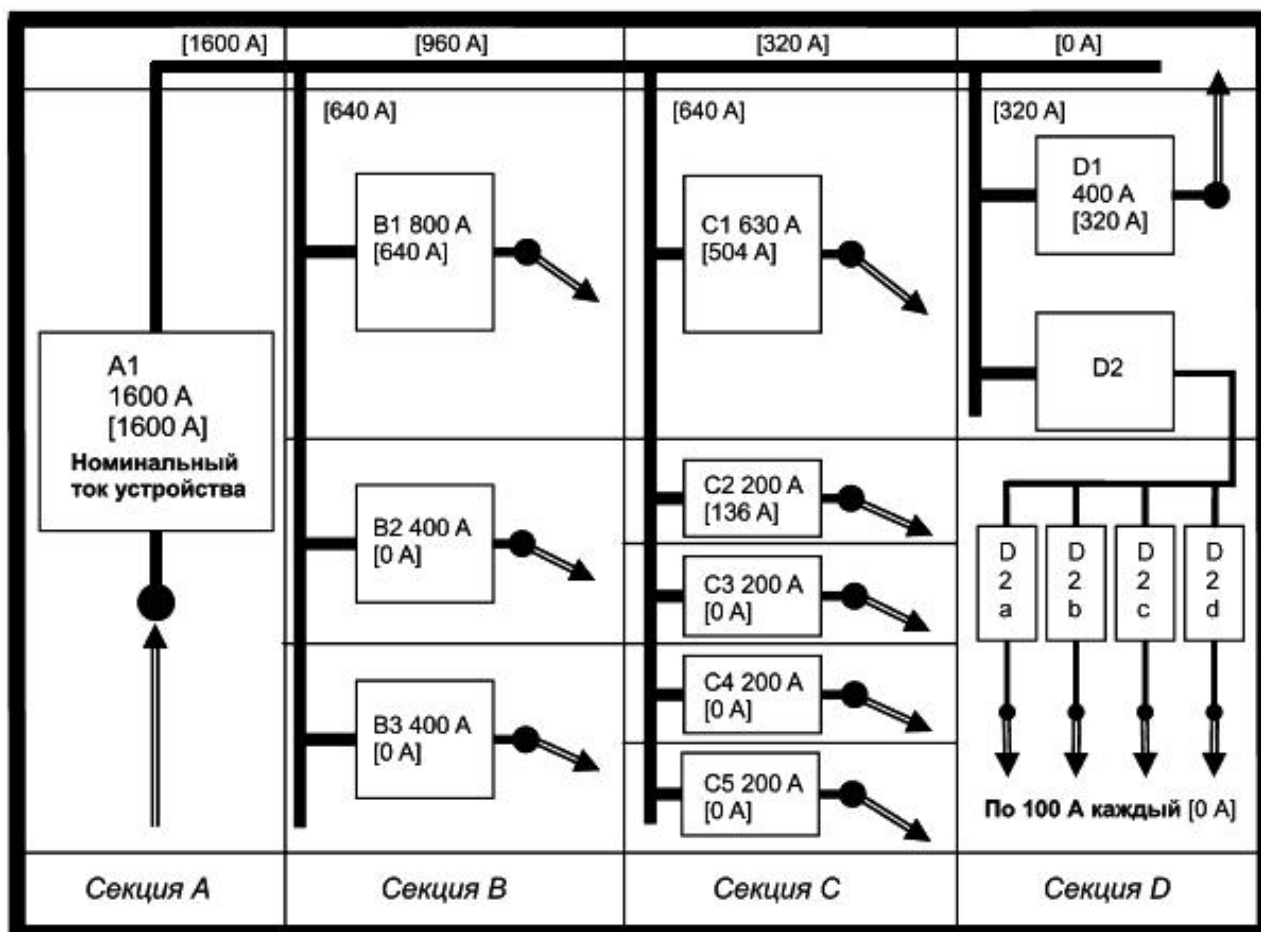 [1600 A]
[960 A]
[320 A]
[0 A]
[640 A]
[640 A]
[320 A]
A1
1600 A
[1600 A]
Номинальный
ток устройства
B1 800 A
[640 A]
B2 400 A
[0 A]
B3 400 A
[0 A]
C1 630 A
[504 A]
C2 200 A
[136 A]
C3 200 A
[0 A]
C4 200 A
[0 A]
C5 200 A
[0 A]
D1
400 A
[320 A]
D2
D
2
a
D
2
b
D
2
c
D
2
d
По 100 А каждый [0 A]
Секция A
Секция B
Секция C
Секция D